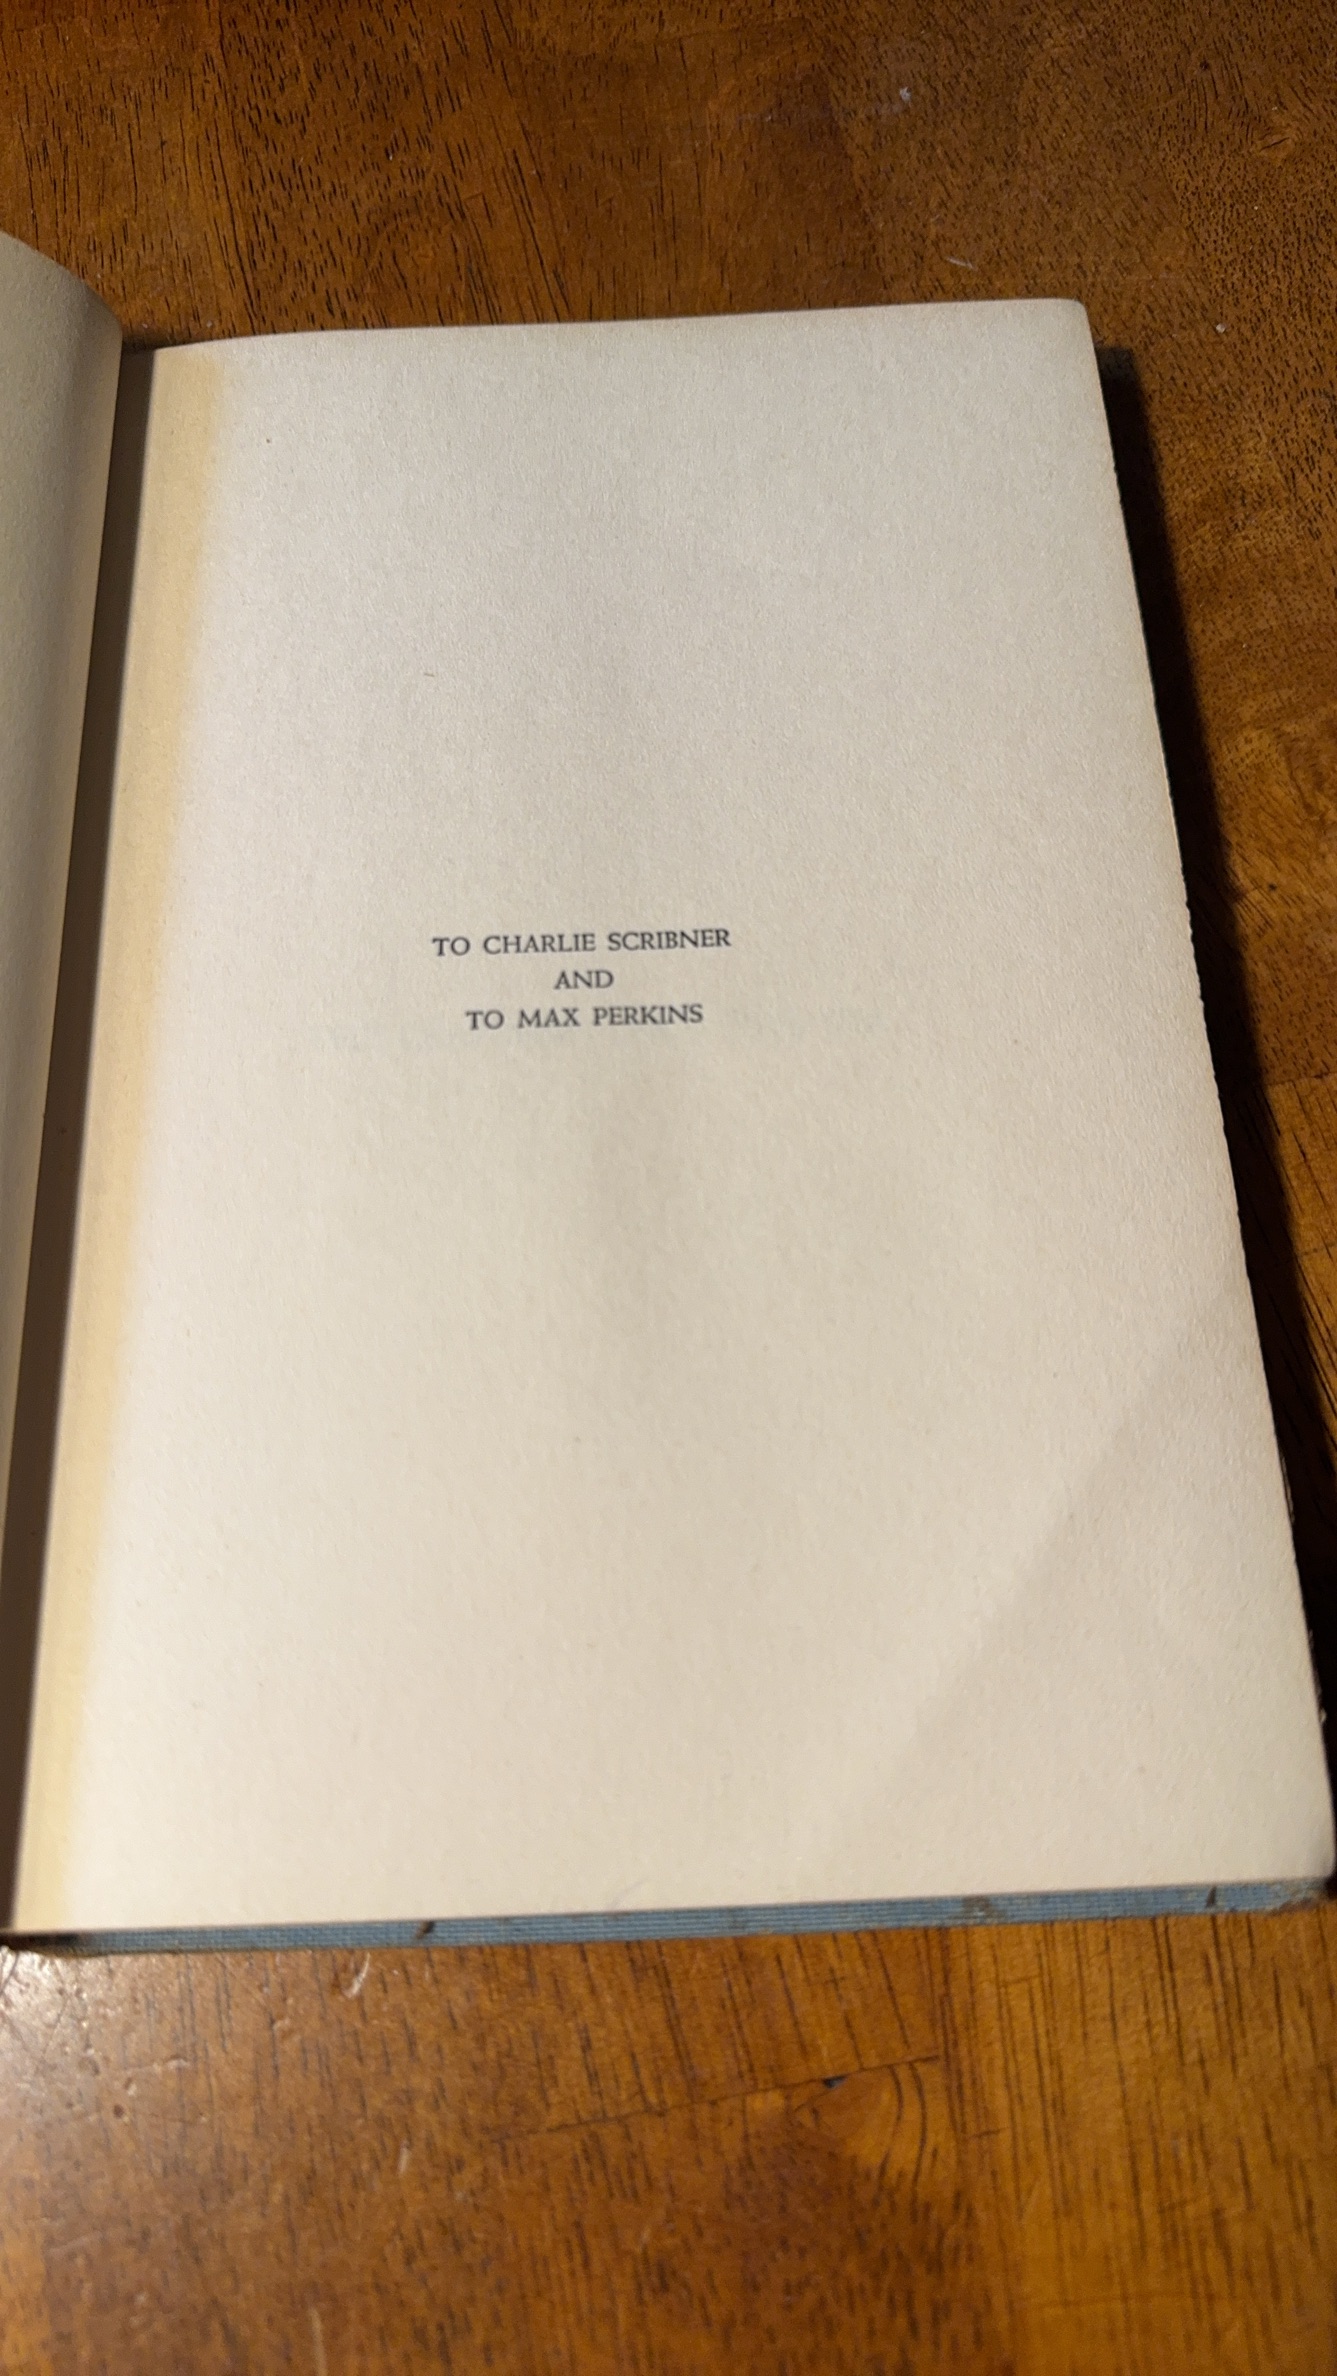 TO CHARLIE SCRIBNER
AND
TO MAX PERKINS